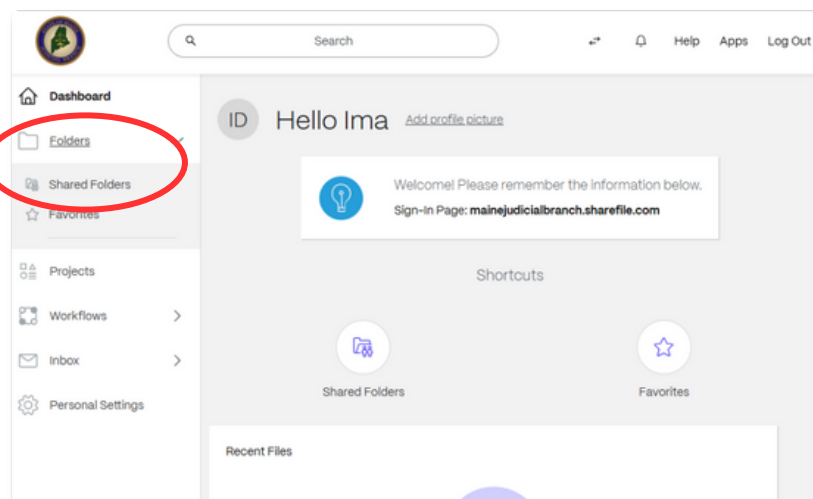 Search
Help Apps Log Out
Dashboard
Folders
Shared Folders
Favorites
Projects
Workflows
Inbox
Personal Settings
ID Hello Ima Add profile picture
Welcome! Please remember the information below.
Sign-In Page: mainejudicialbranch.sharefile.com
Shortcuts
Shared Folders Favorites
Recent Files